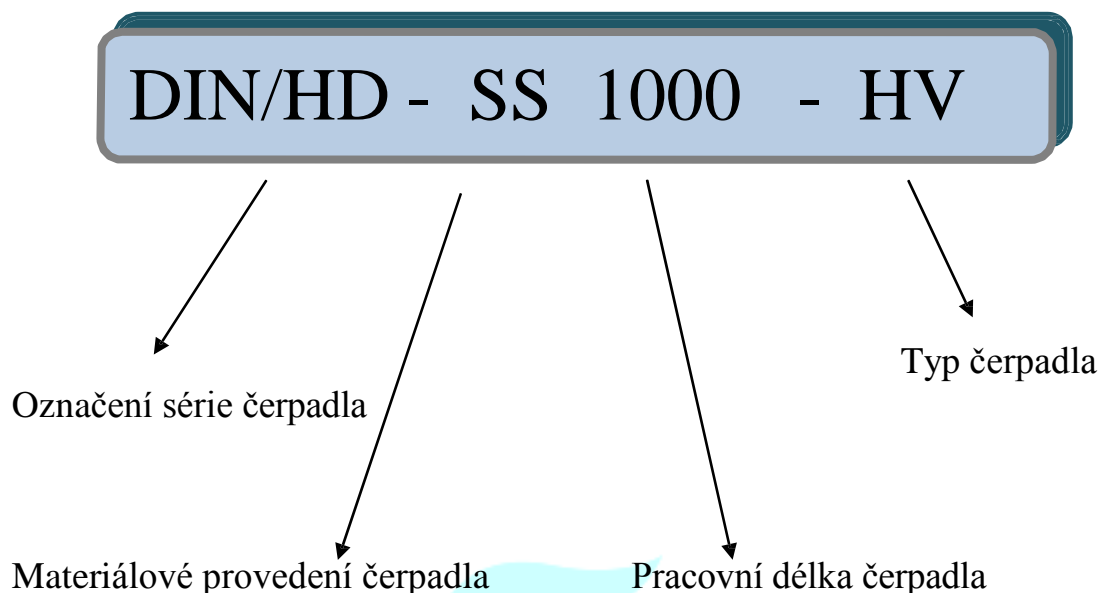 DIN/HD - SS 1000 - HV
Typ čerpadla
Označení série čerpadla
Materiálové provedení čerpadla Pracovní délka čerpadla